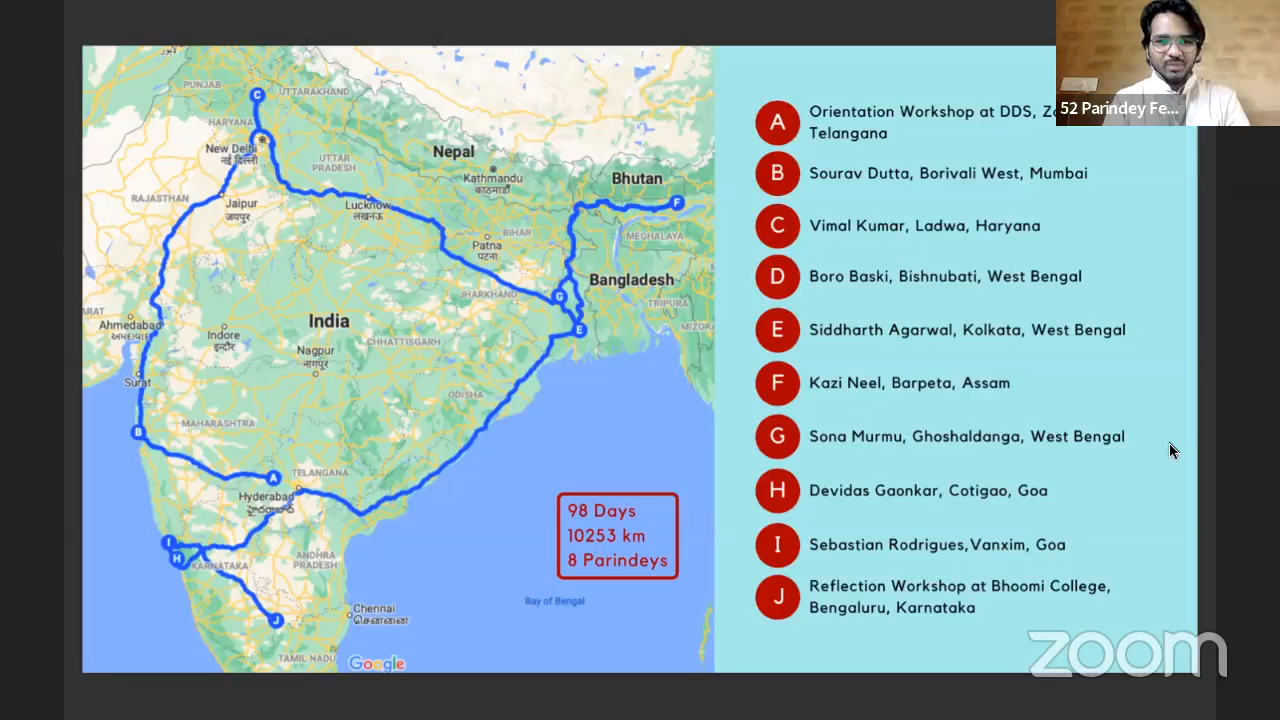 PUNJAB
UTTARAKHAND
HARYANA
New Delhi
नई दिल्ली
UTTAR
PRADESH
Nepal
Kathmandu
काठमाडौं
Bhutan
RAJASTHAN
Jaipur
जयपुर
Lucknow
लखनऊ
BIHAR
Patna
पटना
MEGHALAYA
Bangladesh
JHARKHAND
TRIPURA
MIZORA
ARAT
Ahmedabad
અમદાવાદ
Indore
इन्दौर
India
CHHATTISGARH
Nagpur
नागपुर
Surat
ODISHA
MAHARASHTRA
TELANGANA
Hyderabad
హైదరాబాద్
KARNATAKA
ANDHRA
PRADESH
Chennai
சென்னை
TAMIL NADU
Bay of Bengal
Google
A
B
C
E
F
G
H
I
J
98 Days
10253 km
8 Parindeys
A Orientation Workshop at DDS,
Telangana
B Sourav Dutta, Borivali West, Mumbai
C Vimal Kumar, Ladwa, Haryana
D Boro Baski, Bishnubati, West Bengal
E Siddharth Agarwal, Kolkata, West Bengal
F Kazi Neel, Barpeta, Assam
G Sona Murmu, Ghoshaldanga, West Bengal
H Devidas Gaonkar, Cotigao, Goa
I Sebastian Rodrigues,Vanxim, Goa
J Reflection Workshop at Bhoomi College,
Bengaluru, Karnataka
52 Parindey Fe...
zoom